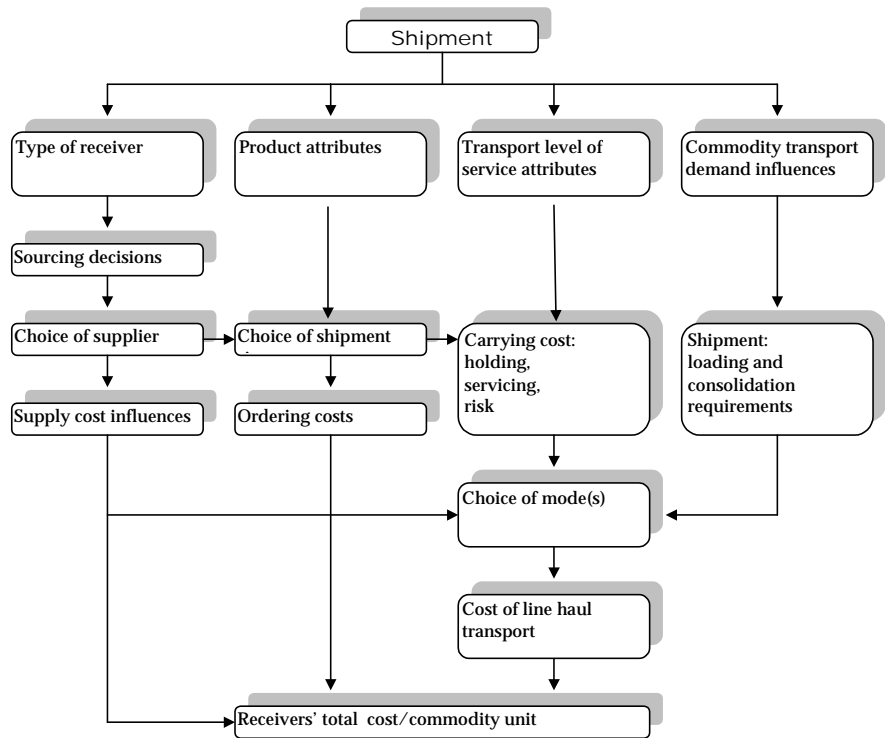 Shipment
Type of receiver
Product attributes
Transport level of
service attributes
Commodity transport
demand influences
Sourcing decisions
Choice of supplier
Choice of shipment
Carrying cost:
holding,
servicing,
risk
Shipment:
loading and
consolidation
requirements
Supply cost influences
Ordering costs
Choice of mode(s)
Cost of line haul
transport
Receivers' total cost/commodity unit